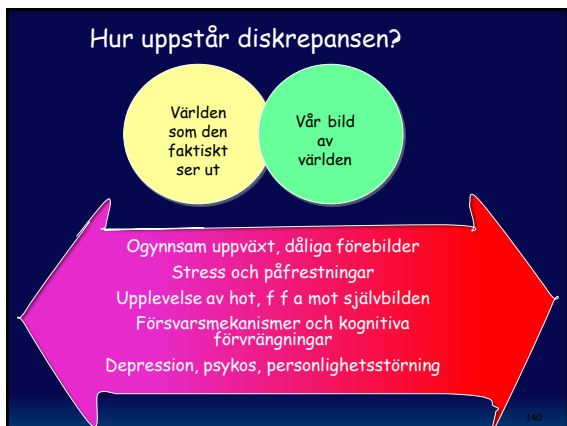 Hur uppstår diskrepansen?
Världen
som den
faktiskt
ser ut
Vår bild
av
världen
Ogynnsam uppväxt, dåliga förebilder
Stress och påfrestningar
Upplevelse av hot, f f a mot självbilden
Försvarsmekanismer och kognitiva
förvrängningar
Depression, psykos, personlighetsstörning
140